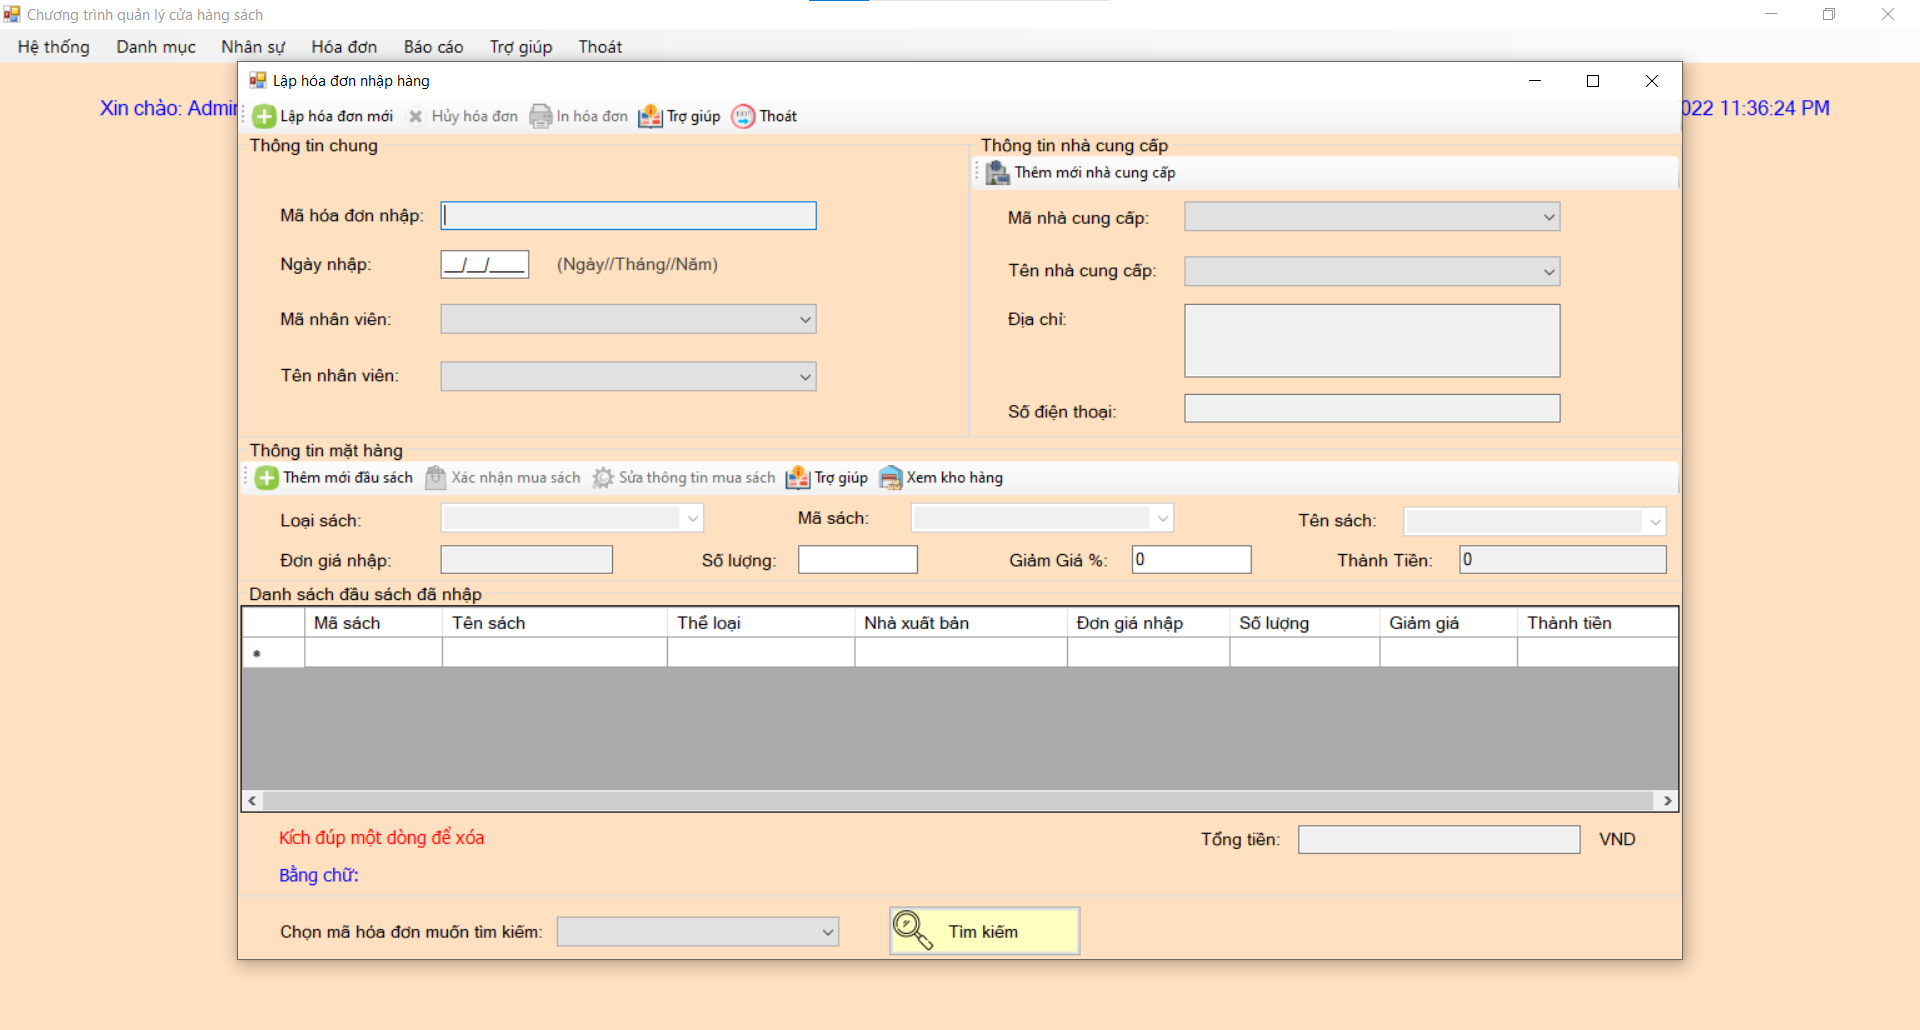 Chương trình quản lý cửa hàng sách
Hệ thống Danh mục Nhân sự Hóa đơn Báo cáo Trợ giúp Thoát
Xin chào: Admin
022 11:36:24 PM
Lập hóa đơn nhập hàng
Lập hóa đơn mới Hủy hóa đơn In hóa đơn Trợ giúp Thoát
Thông tin chung
Mã hóa đơn nhập:
Ngày nhập: __/__/____ (Ngày//Tháng//Năm)
Mã nhân viên:
Tên nhân viên:
Thông tin nhà cung cấp
Thêm mới nhà cung cấp
Mã nhà cung cấp:
Tên nhà cung cấp:
Địa chỉ:
Số điện thoại:
Thông tin mặt hàng
Thêm mới đầu sách Xác nhận mua sách Sửa thông tin mua sách Trợ giúp Xem kho hàng
Loại sách: Mã sách: Tên sách:
Đơn giá nhập: Số lượng: Giảm Giá %: 0 Thành Tiền: 0
Danh sách đầu sách đã nhập
Mã sách Tên sách Thể loại Nhà xuất bản Đơn giá nhập Số lượng Giảm giá Thành tiền
*
Kích đúp một dòng để xóa
Tổng tiền: VND
Bằng chữ:
Chọn mã hóa đơn muốn tìm kiếm: Tìm kiếm